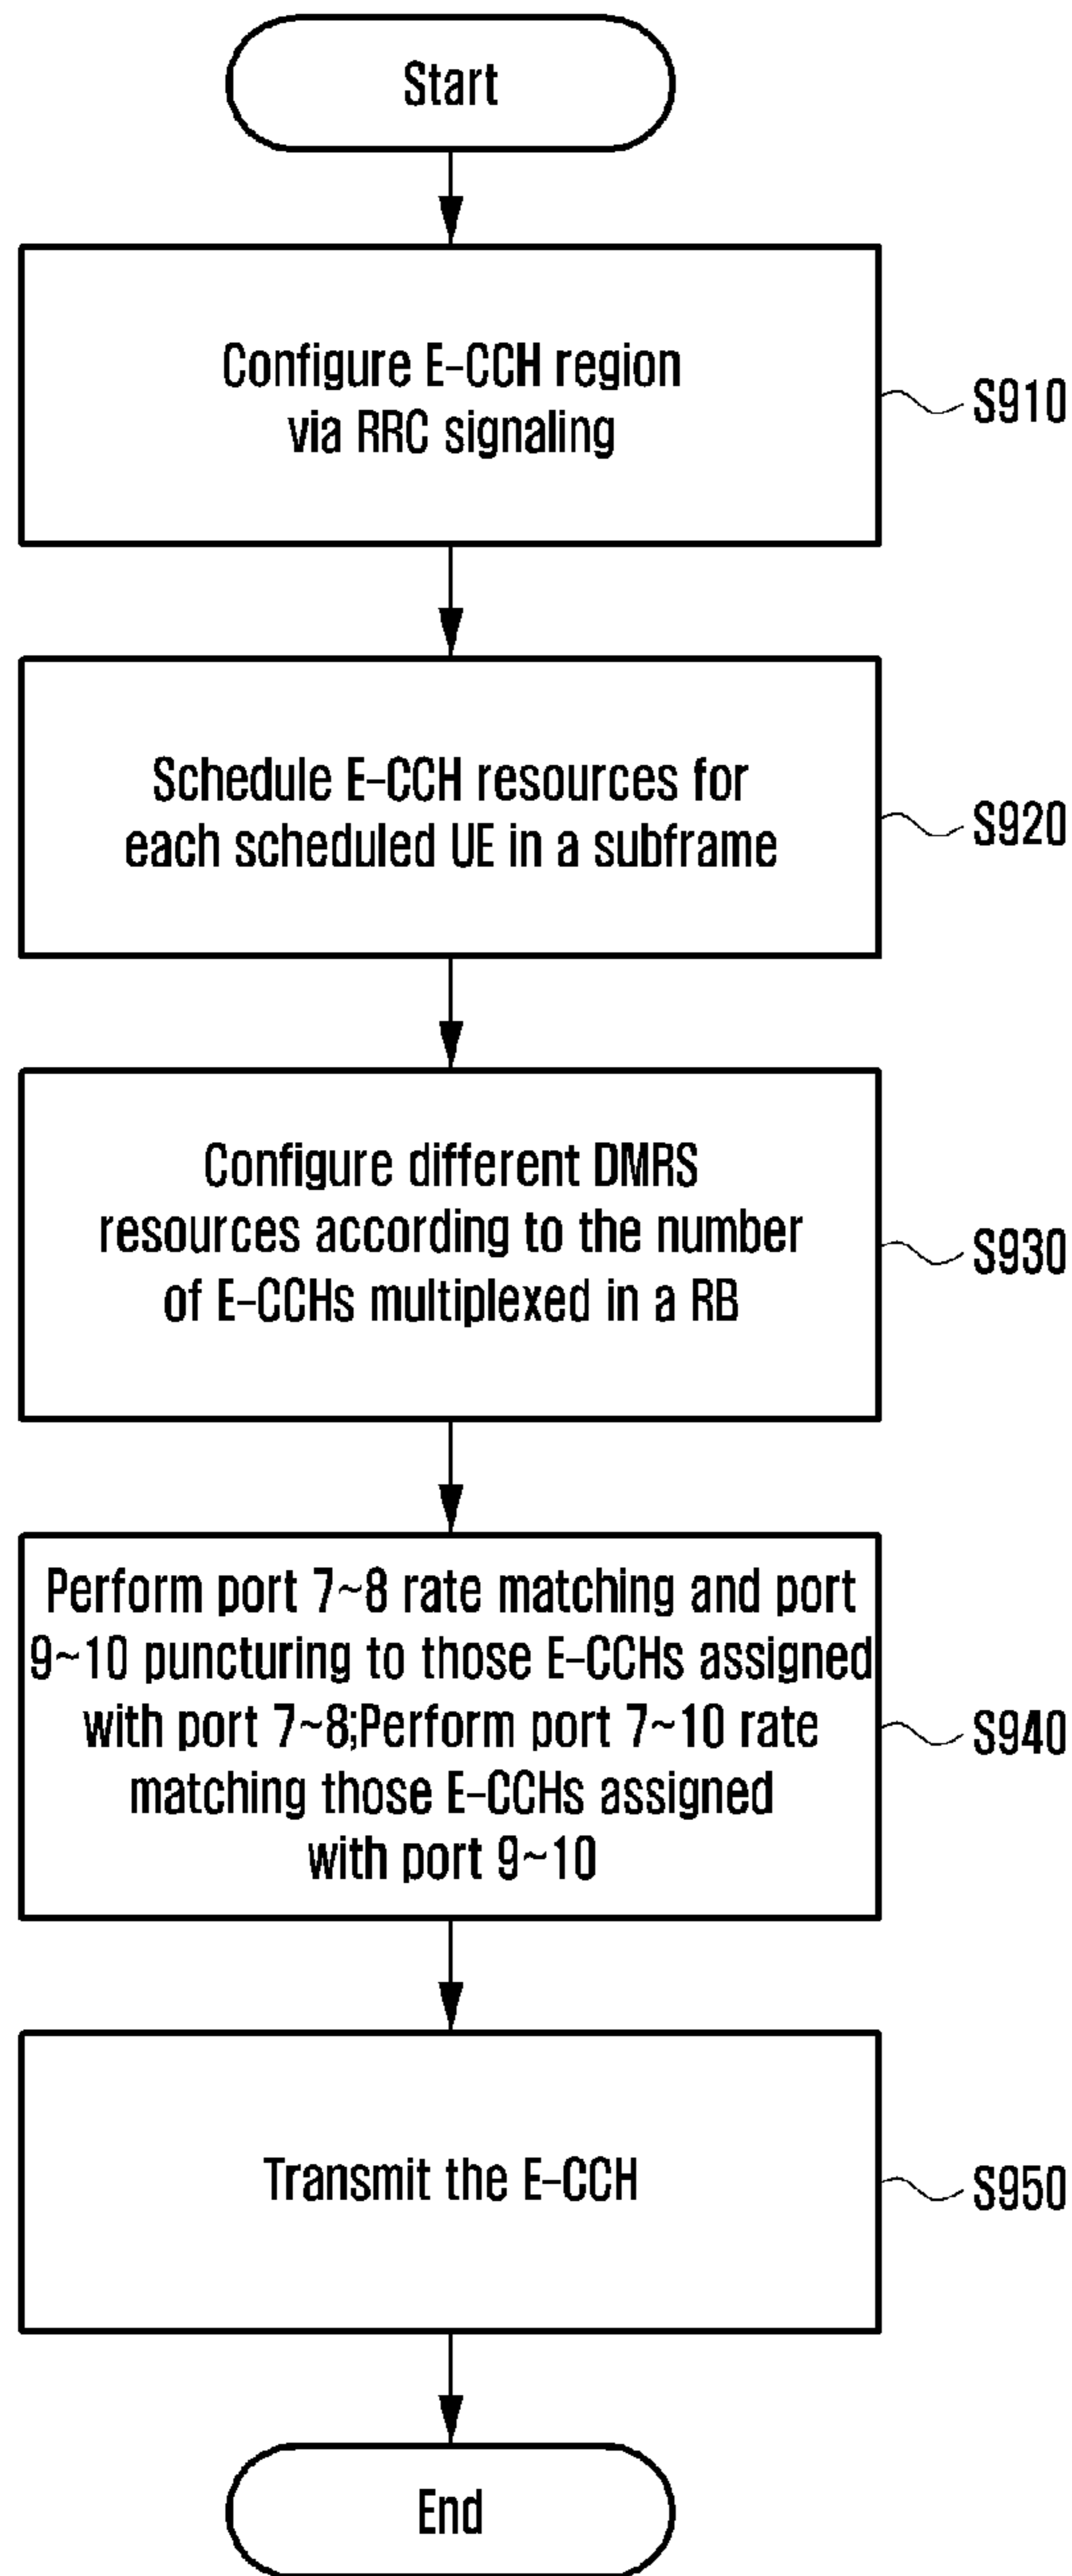 Start
Configure E-CCH region
via RRC signaling
S910
Schedule E-CCH resources for
each scheduled UE in a subframe
S920
Configure different DMRS
resources according to the number
of E-CCHs multiplexed in a RB
S930
Perform port 7~8 rate matching and port
9~10 puncturing to those E-CCHs assigned
with port 7~8;Perform port 7~10 rate
matching those E-CCHs assigned
with port 9~10
S940
Transmit the E-CCH
S950
End